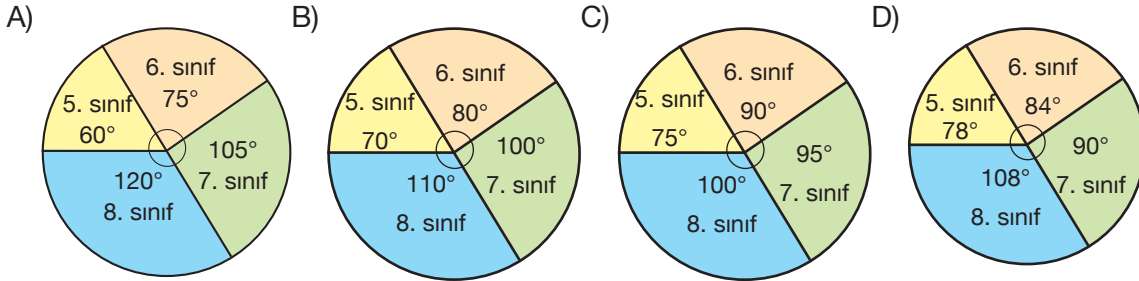 A)
6. sınıf
75°
5. sınıf
60°
105°
7. sınıf
120°
8. sınıf
B)
6. sınıf
80°
5. sınıf
70°
100°
7. sınıf
110°
8. sınıf
C)
6. sınıf
90°
5. sınıf
75°
95°
7. sınıf
100°
8. sınıf
D)
6. sınıf
84°
5. sınıf
78°
90°
7. sınıf
108°
8. sınıf